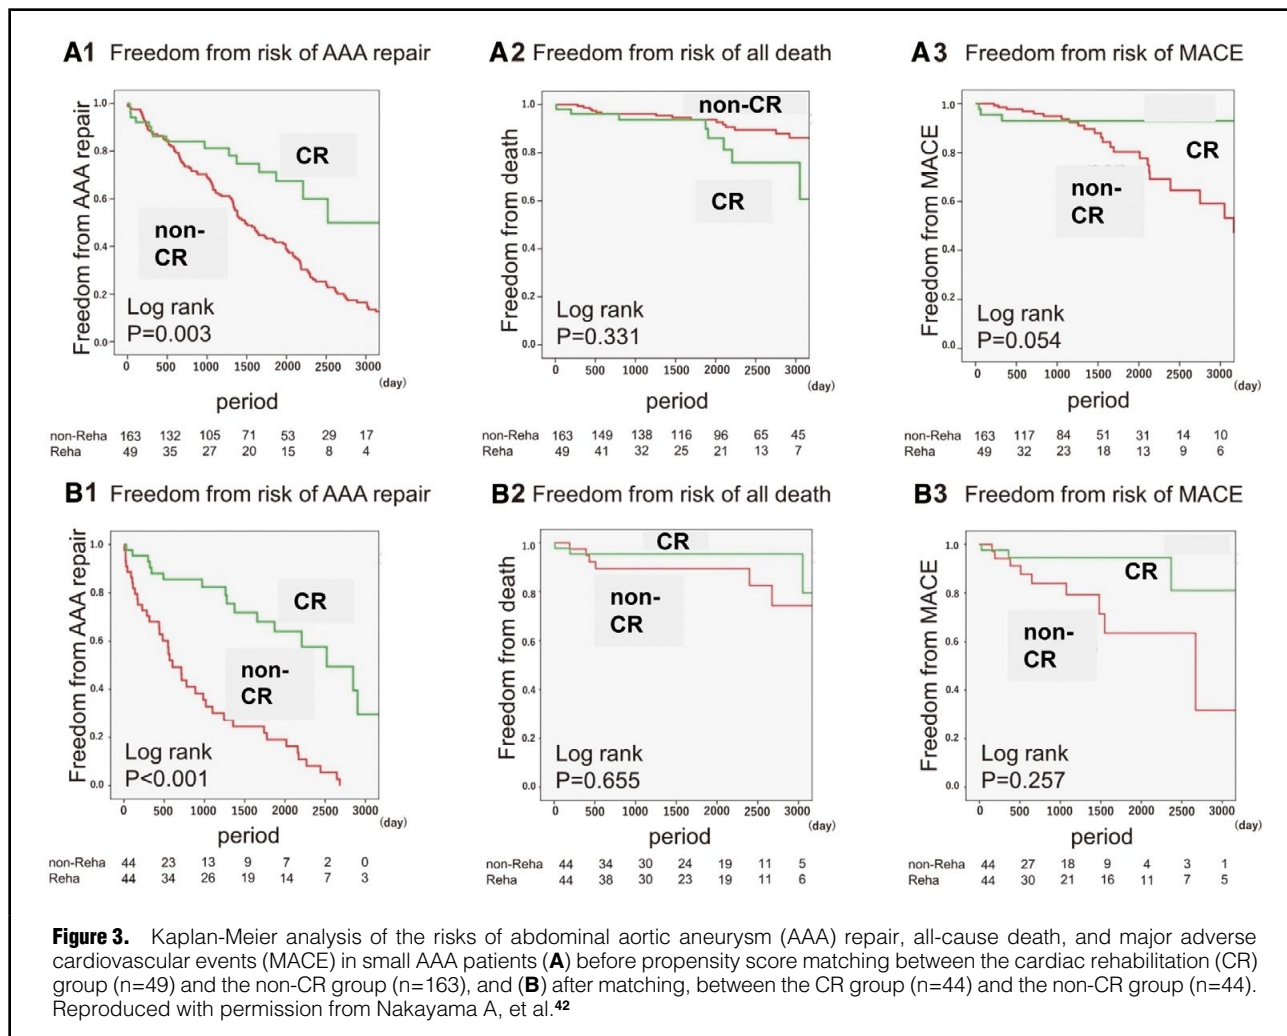 A1 Freedom from risk of AAA repair
Freedom from AAA repair
1.0
0.8
0.6
0.4
0.2
0.0
CR
non-
CR
Log rank
P=0.003
0 500 1000 1500 2000 2500 3000
(day)
period
non-Reha 163 132 105 71 53 29 17
Reha 49 35 27 20 15 8 4
A2 Freedom from risk of all death
Freedom from death
1.0
0.8
0.6
0.4
0.2
0.0
non-CR
CR
Log rank
P=0.331
0 500 1000 1500 2000 2500 3000
(day)
period
non-Reha 163 149 138 116 96 65 45
Reha 49 41 32 25 21 13 7
A3 Freedom from risk of MACE
Freedom from MACE
1.0
0.8
0.6
0.4
0.2
0.0
CR
non-
CR
Log rank
P=0.054
0 500 1000 1500 2000 2500 3000
(day)
period
non-Reha 163 117 84 51 31 14 10
Reha 49 32 23 18 13 9 6
B1 Freedom from risk of AAA repair
Freedom from AAA repair
1.0
0.8
0.6
0.4
0.2
0.0
CR
non-
CR
Log rank
P<0.001
0 500 1000 1500 2000 2500 3000
(day)
period
non-Reha 44 23 13 9 7 2 0
Reha 44 34 26 19 14 7 3
B2 Freedom from risk of all death
Freedom from death
1.0
0.8
0.6
0.4
0.2
0.0
CR
non-
CR
Log rank
P=0.655
0 500 1000 1500 2000 2500 3000
(day)
period
non-Reha 44 34 30 24 19 11 5
Reha 44 38 30 23 19 11 6
B3 Freedom from risk of MACE
Freedom from MACE
1.0
0.8
0.6
0.4
0.2
0.0
CR
non-
CR
Log rank
P=0.257
0 500 1000 1500 2000 2500 3000
(day)
period
non-Reha 44 27 18 9 4 3 1
Reha 44 30 21 16 11 7 5
Figure 3. Kaplan-Meier analysis of the risks of abdominal aortic aneurysm (AAA) repair, all-cause death, and major adverse
cardiovascular events (MACE) in small AAA patients (A) before propensity score matching between the cardiac rehabilitation (CR)
group (n=49) and the non-CR group (n=163), and (B) after matching, between the CR group (n=44) and the non-CR group (n=44).
Reproduced with permission from Nakayama A, et al.42